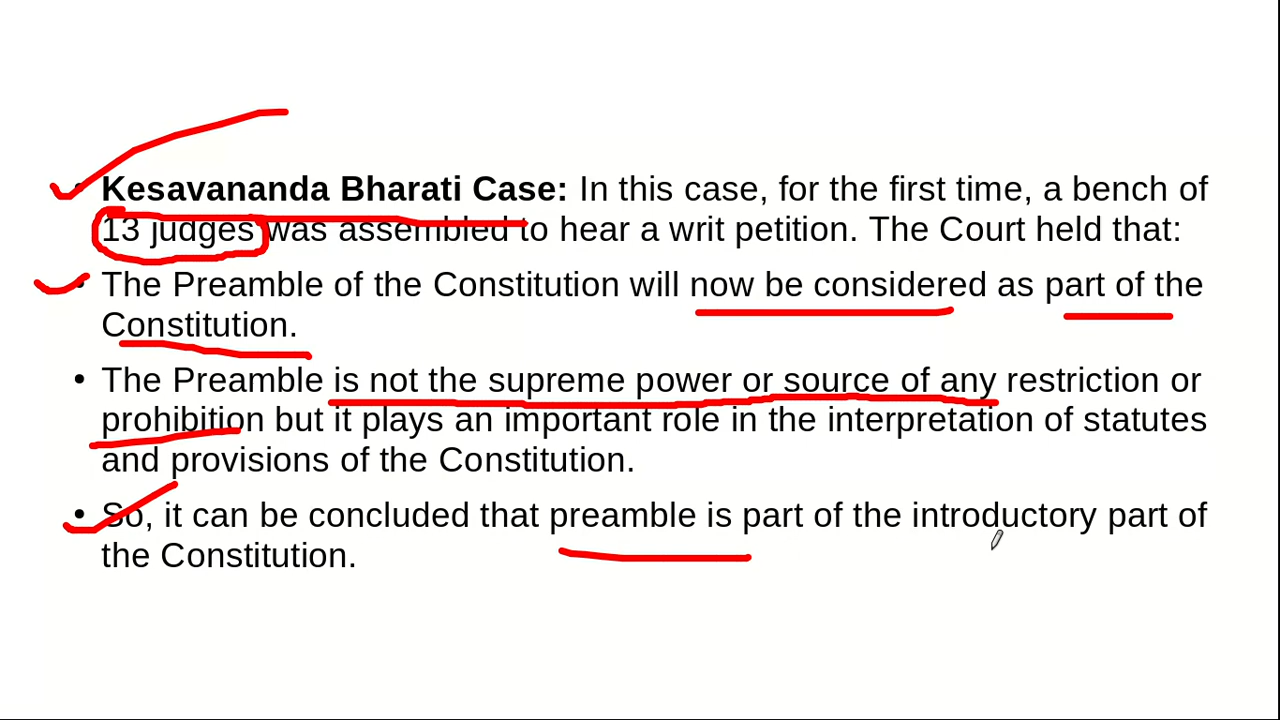 • Kesavananda Bharati Case: In this case, for the first time, a bench of
13 judges was assembled to hear a writ petition. The Court held that:
• The Preamble of the Constitution will now be considered as part of the
Constitution.
• The Preamble is not the supreme power or source of any restriction or
prohibition but it plays an important role in the interpretation of statutes
and provisions of the Constitution.
• So, it can be concluded that preamble is part of the introductory part of
the Constitution.